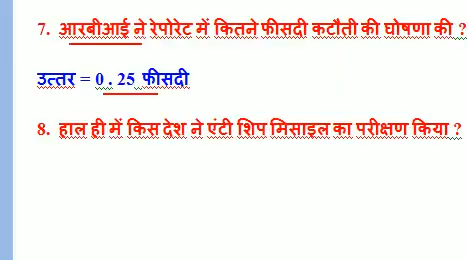 7. आरबीआई ने रेपोरेट में कितने फीसदी कटौती की घोषणा की ?
उत्तर = 0 . 25 फीसदी
8. हाल ही में किस देश ने एंटी शिप मिसाइल का परीक्षण किया ?